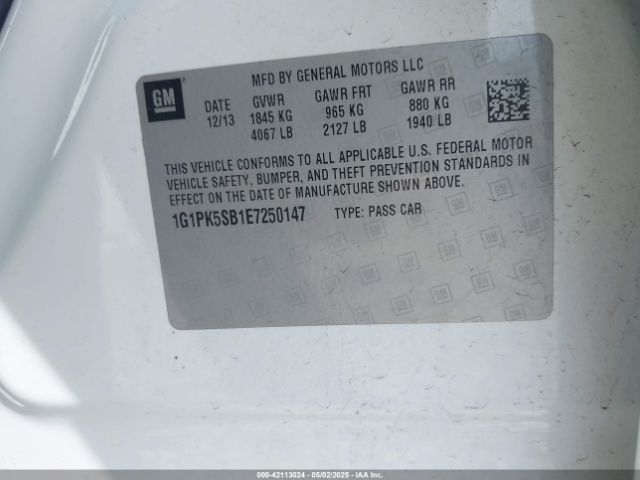 GM
MFD BY GENERAL MOTORS LLC
DATE GVWR GAWR FRT GAWR RR
12/13 1845 KG 965 KG 880 KG
4067 LB 2127 LB 1940 LB
THIS VEHICLE CONFORMS TO ALL APPLICABLE U.S. FEDERAL MOTOR
VEHICLE SAFETY, BUMPER, AND THEFT PREVENTION STANDARDS IN
EFFECT ON THE DATE OF MANUFACTURE SHOWN ABOVE.
1G1PK5SB1E7250147 TYPE: PASS CAR
000-42113024 - 05/02/2025 - IAA Inc.